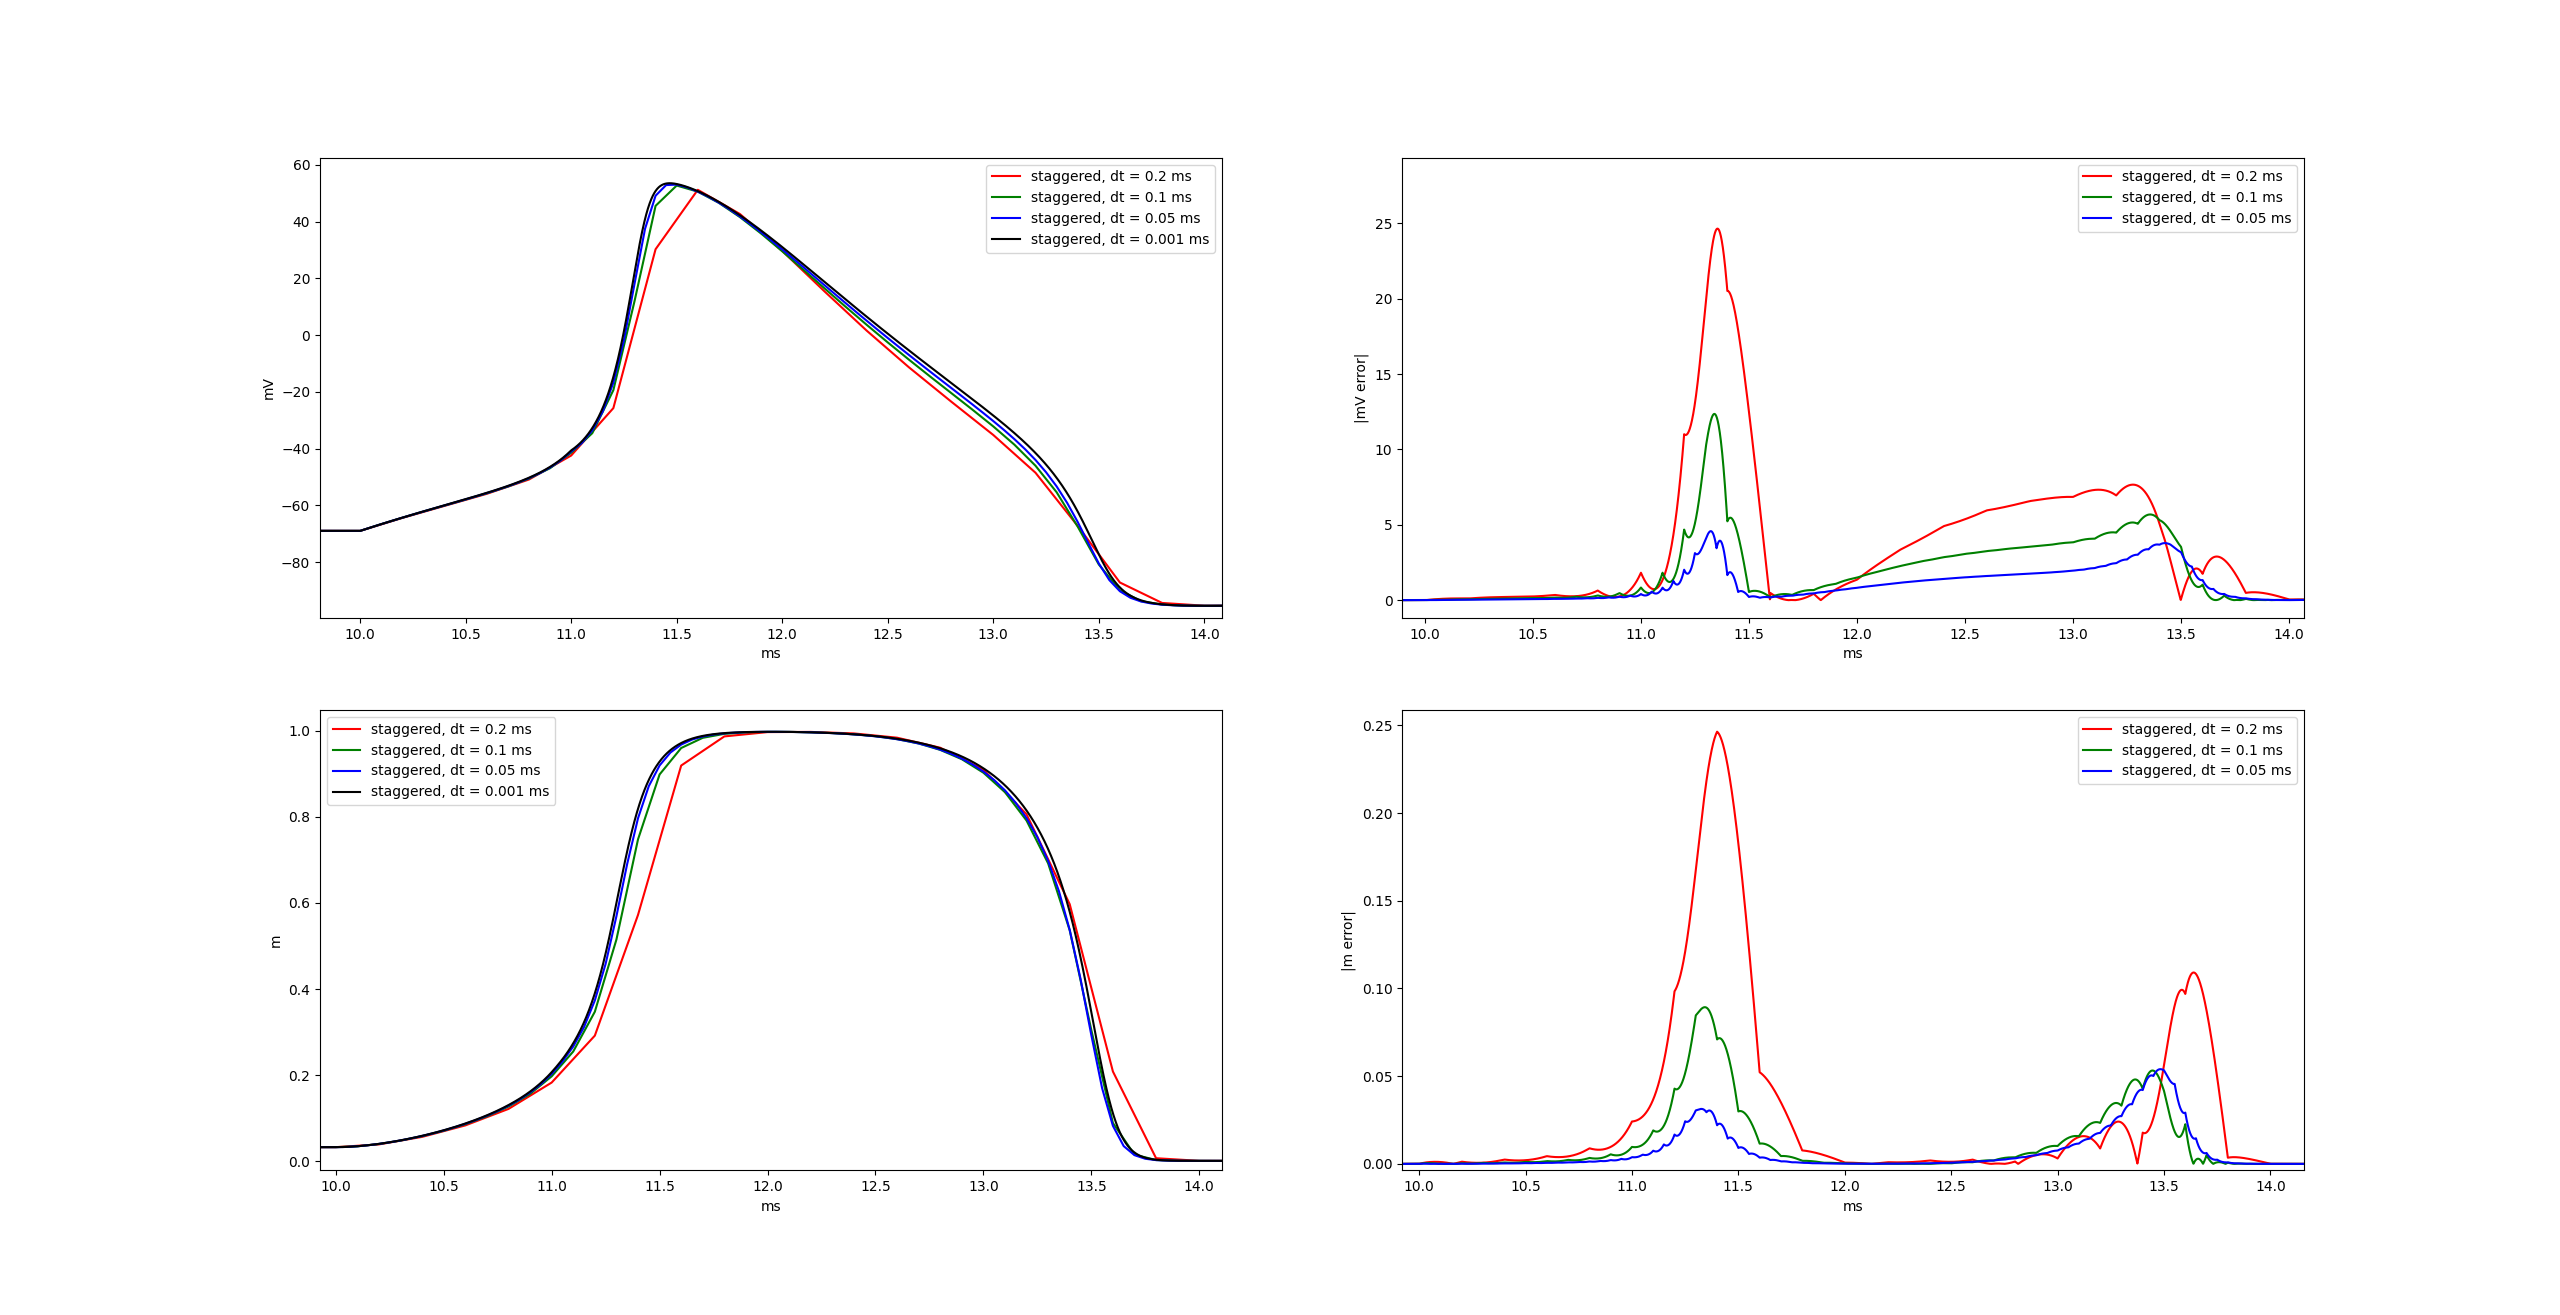 60
40
20
0
−20
−40
−60
−80
mV
10.0 10.5 11.0 11.5 12.0 12.5 13.0 13.5 14.0
ms
staggered, dt = 0.2 ms
staggered, dt = 0.1 ms
staggered, dt = 0.05 ms
staggered, dt = 0.001 ms
25
20
15
10
5
0
|mV error|
10.0 10.5 11.0 11.5 12.0 12.5 13.0 13.5 14.0
ms
staggered, dt = 0.2 ms
staggered, dt = 0.1 ms
staggered, dt = 0.05 ms
1.0
0.8
0.6
0.4
0.2
0.0
m
10.0 10.5 11.0 11.5 12.0 12.5 13.0 13.5 14.0
ms
staggered, dt = 0.2 ms
staggered, dt = 0.1 ms
staggered, dt = 0.05 ms
staggered, dt = 0.001 ms
0.25
0.20
0.15
0.10
0.05
0.00
|m error|
10.0 10.5 11.0 11.5 12.0 12.5 13.0 13.5 14.0
ms
staggered, dt = 0.2 ms
staggered, dt = 0.1 ms
staggered, dt = 0.05 ms